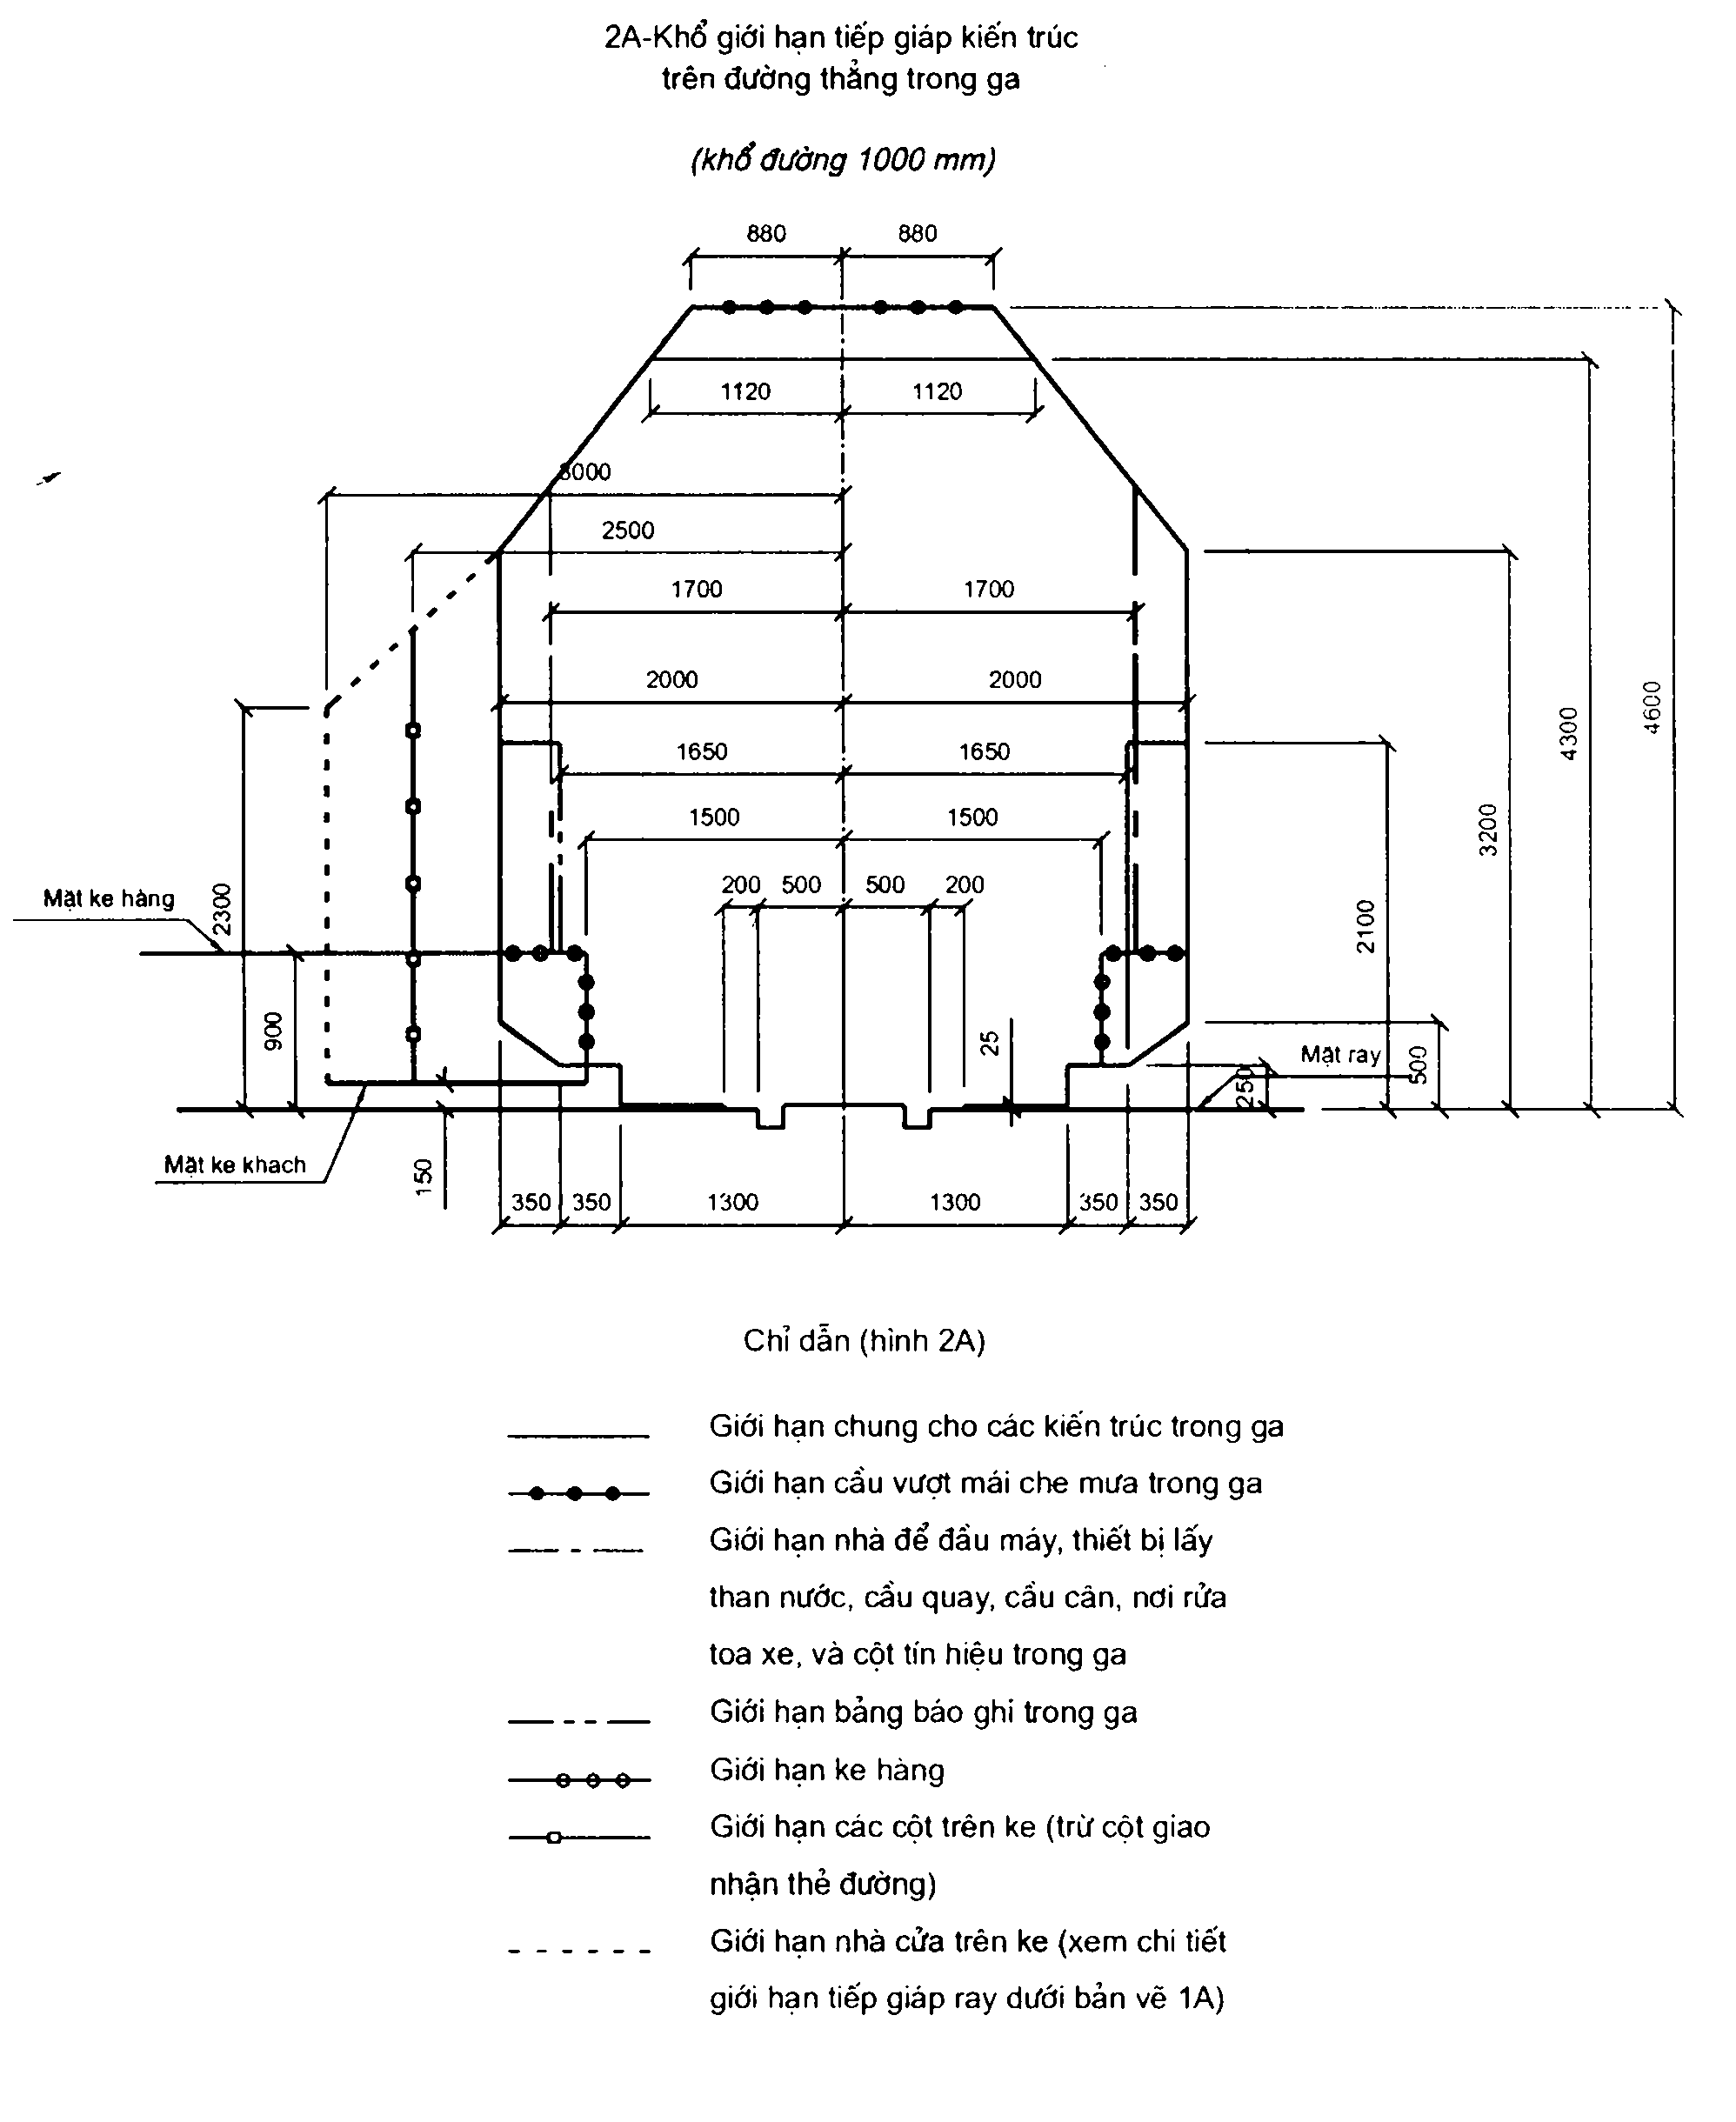 2A-Khổ giới hạn tiếp giáp kiến trúc
trên đường thẳng trong ga
(khổ đường 1000 mm)
880 880
1120 1120
3000
2500
1700 1700
2000 2000
1650 1650
1500 1500
200 500 500 200
Mặt ke hàng
2300
900
25
Mặt ray
250
500
2100
3200
4300
4600
Mặt ke khach
150
350 350 1300 1300 350 350
Chỉ dẫn (hình 2A)
Giới hạn chung cho các kiến trúc trong ga
Giới hạn cầu vượt mái che mưa trong ga
Giới hạn nhà để đầu máy, thiết bị lấy
than nước, cầu quay, cầu cân, nơi rửa
toa xe, và cột tín hiệu trong ga
Giới hạn bảng báo ghi trong ga
Giới hạn ke hàng
Giới hạn các cột trên ke (trừ cột giao
nhận thẻ đường)
Giới hạn nhà cửa trên ke (xem chi tiết
giới hạn tiếp giáp ray dưới bản vẽ 1A)